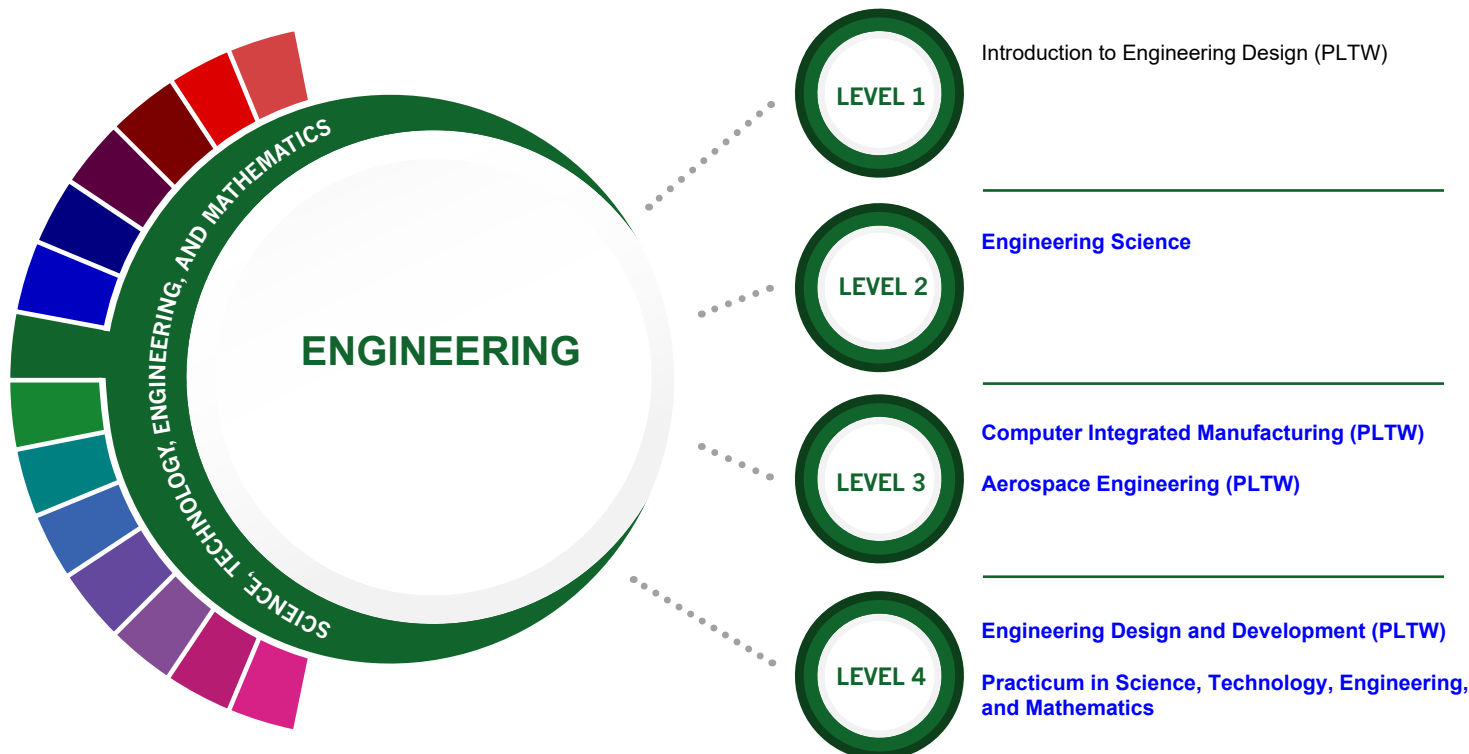 SCIENCE, TECHNOLOGY, ENGINEERING, AND MATHEMATICS
ENGINEERING
LEVEL 1
Introduction to Engineering Design (PLTW)
LEVEL 2
Engineering Science
LEVEL 3
Computer Integrated Manufacturing (PLTW)
Aerospace Engineering (PLTW)
LEVEL 4
Engineering Design and Development (PLTW)
Practicum in Science, Technology, Engineering,
and Mathematics